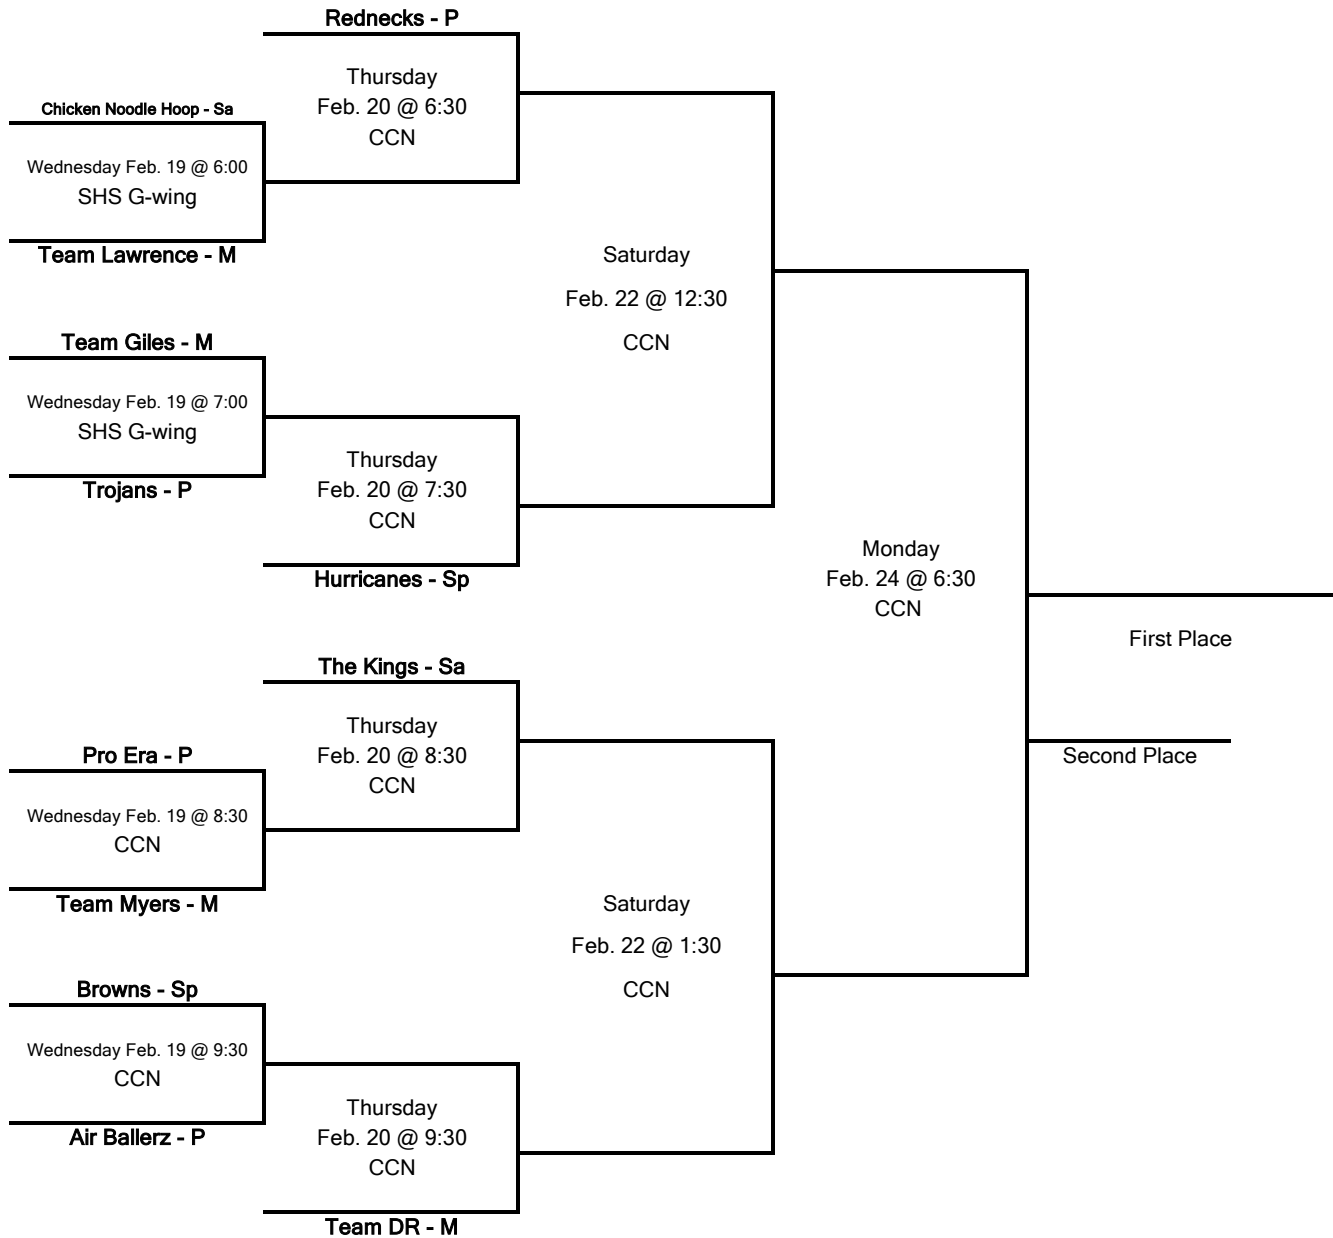 Rednecks - P
Thursday
Feb. 20 @ 6:30
CCN
Chicken Noodle Hoop - Sa
Wednesday Feb. 19 @ 6:00
SHS G-wing
Team Lawrence - M
Saturday
Feb. 22 @ 12:30
CCN
Team Giles - M
Wednesday Feb. 19 @ 7:00
SHS G-wing
Trojans - P
Thursday
Feb. 20 @ 7:30
CCN
Hurricanes - Sp
Monday
Feb. 24 @ 6:30
CCN
First Place
The Kings - Sa
Thursday
Feb. 20 @ 8:30
CCN
Second Place
Pro Era - P
Wednesday Feb. 19 @ 8:30
CCN
Team Myers - M
Saturday
Feb. 22 @ 1:30
CCN
Browns - Sp
Wednesday Feb. 19 @ 9:30
CCN
Air Ballerz - P
Thursday
Feb. 20 @ 9:30
CCN
Team DR - M